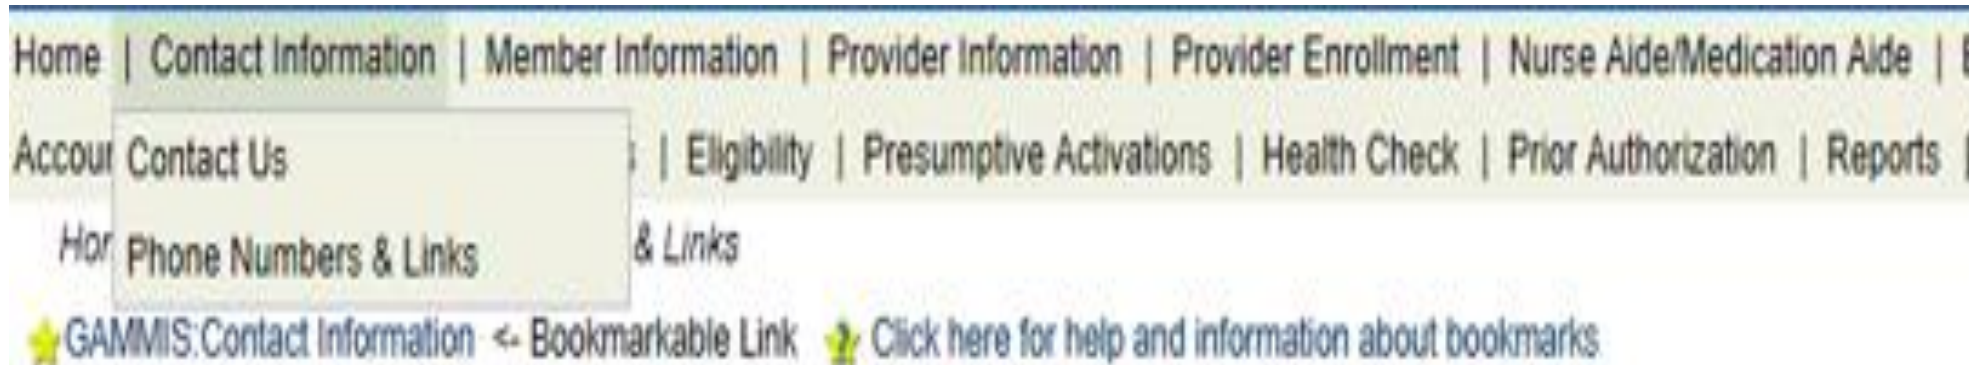 Home | Contact Information | Member Information | Provider Information | Provider Enrollment | Nurse Aide/Medication Aide |
Contact Us | Eligibility | Presumptive Activations | Health Check | Prior Authorization | Reports |
Phone Numbers & Links & Links
GAMMIS:Contact Information <- Bookmarkable Link ? Click here for help and information about bookmarks